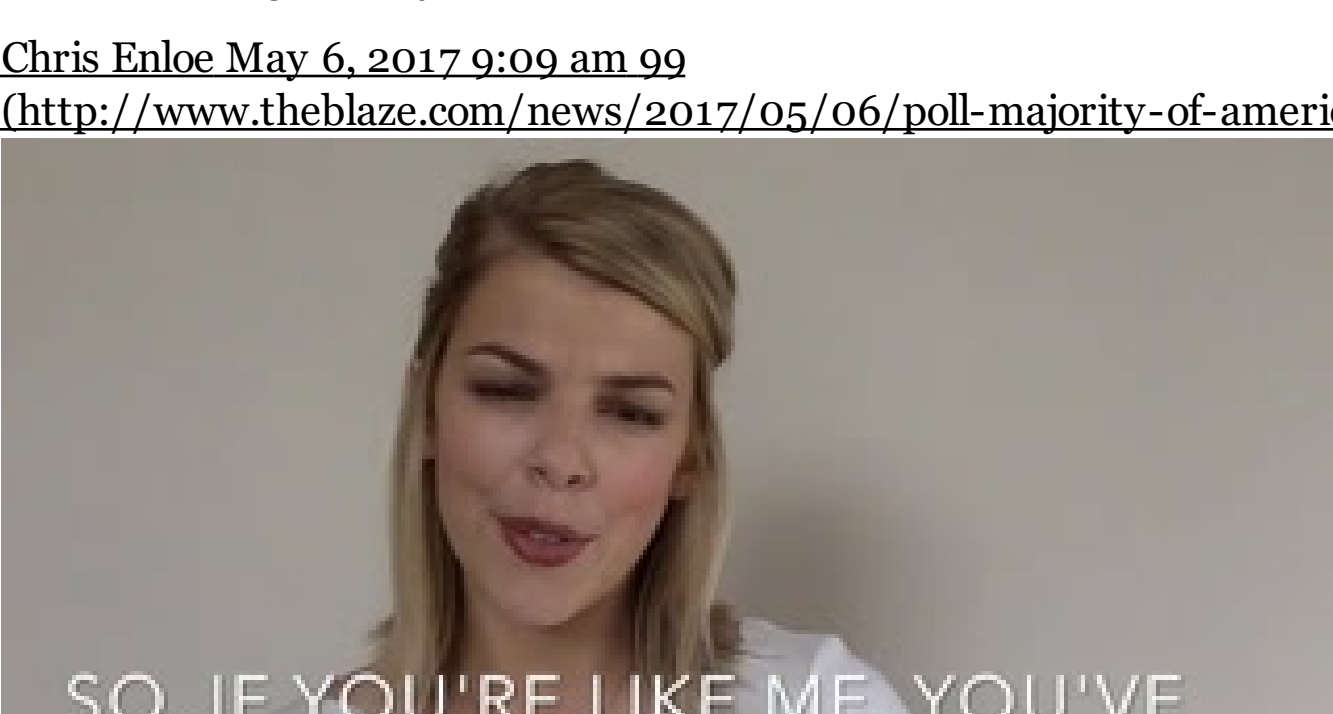 Chris Enloe May 6, 2017 9:09 am 99
(http://www.theblaze.com/news/2017/05/06/poll-majority-of-ameri
SO, IF YOU'RE LIKE ME, YOU'VE